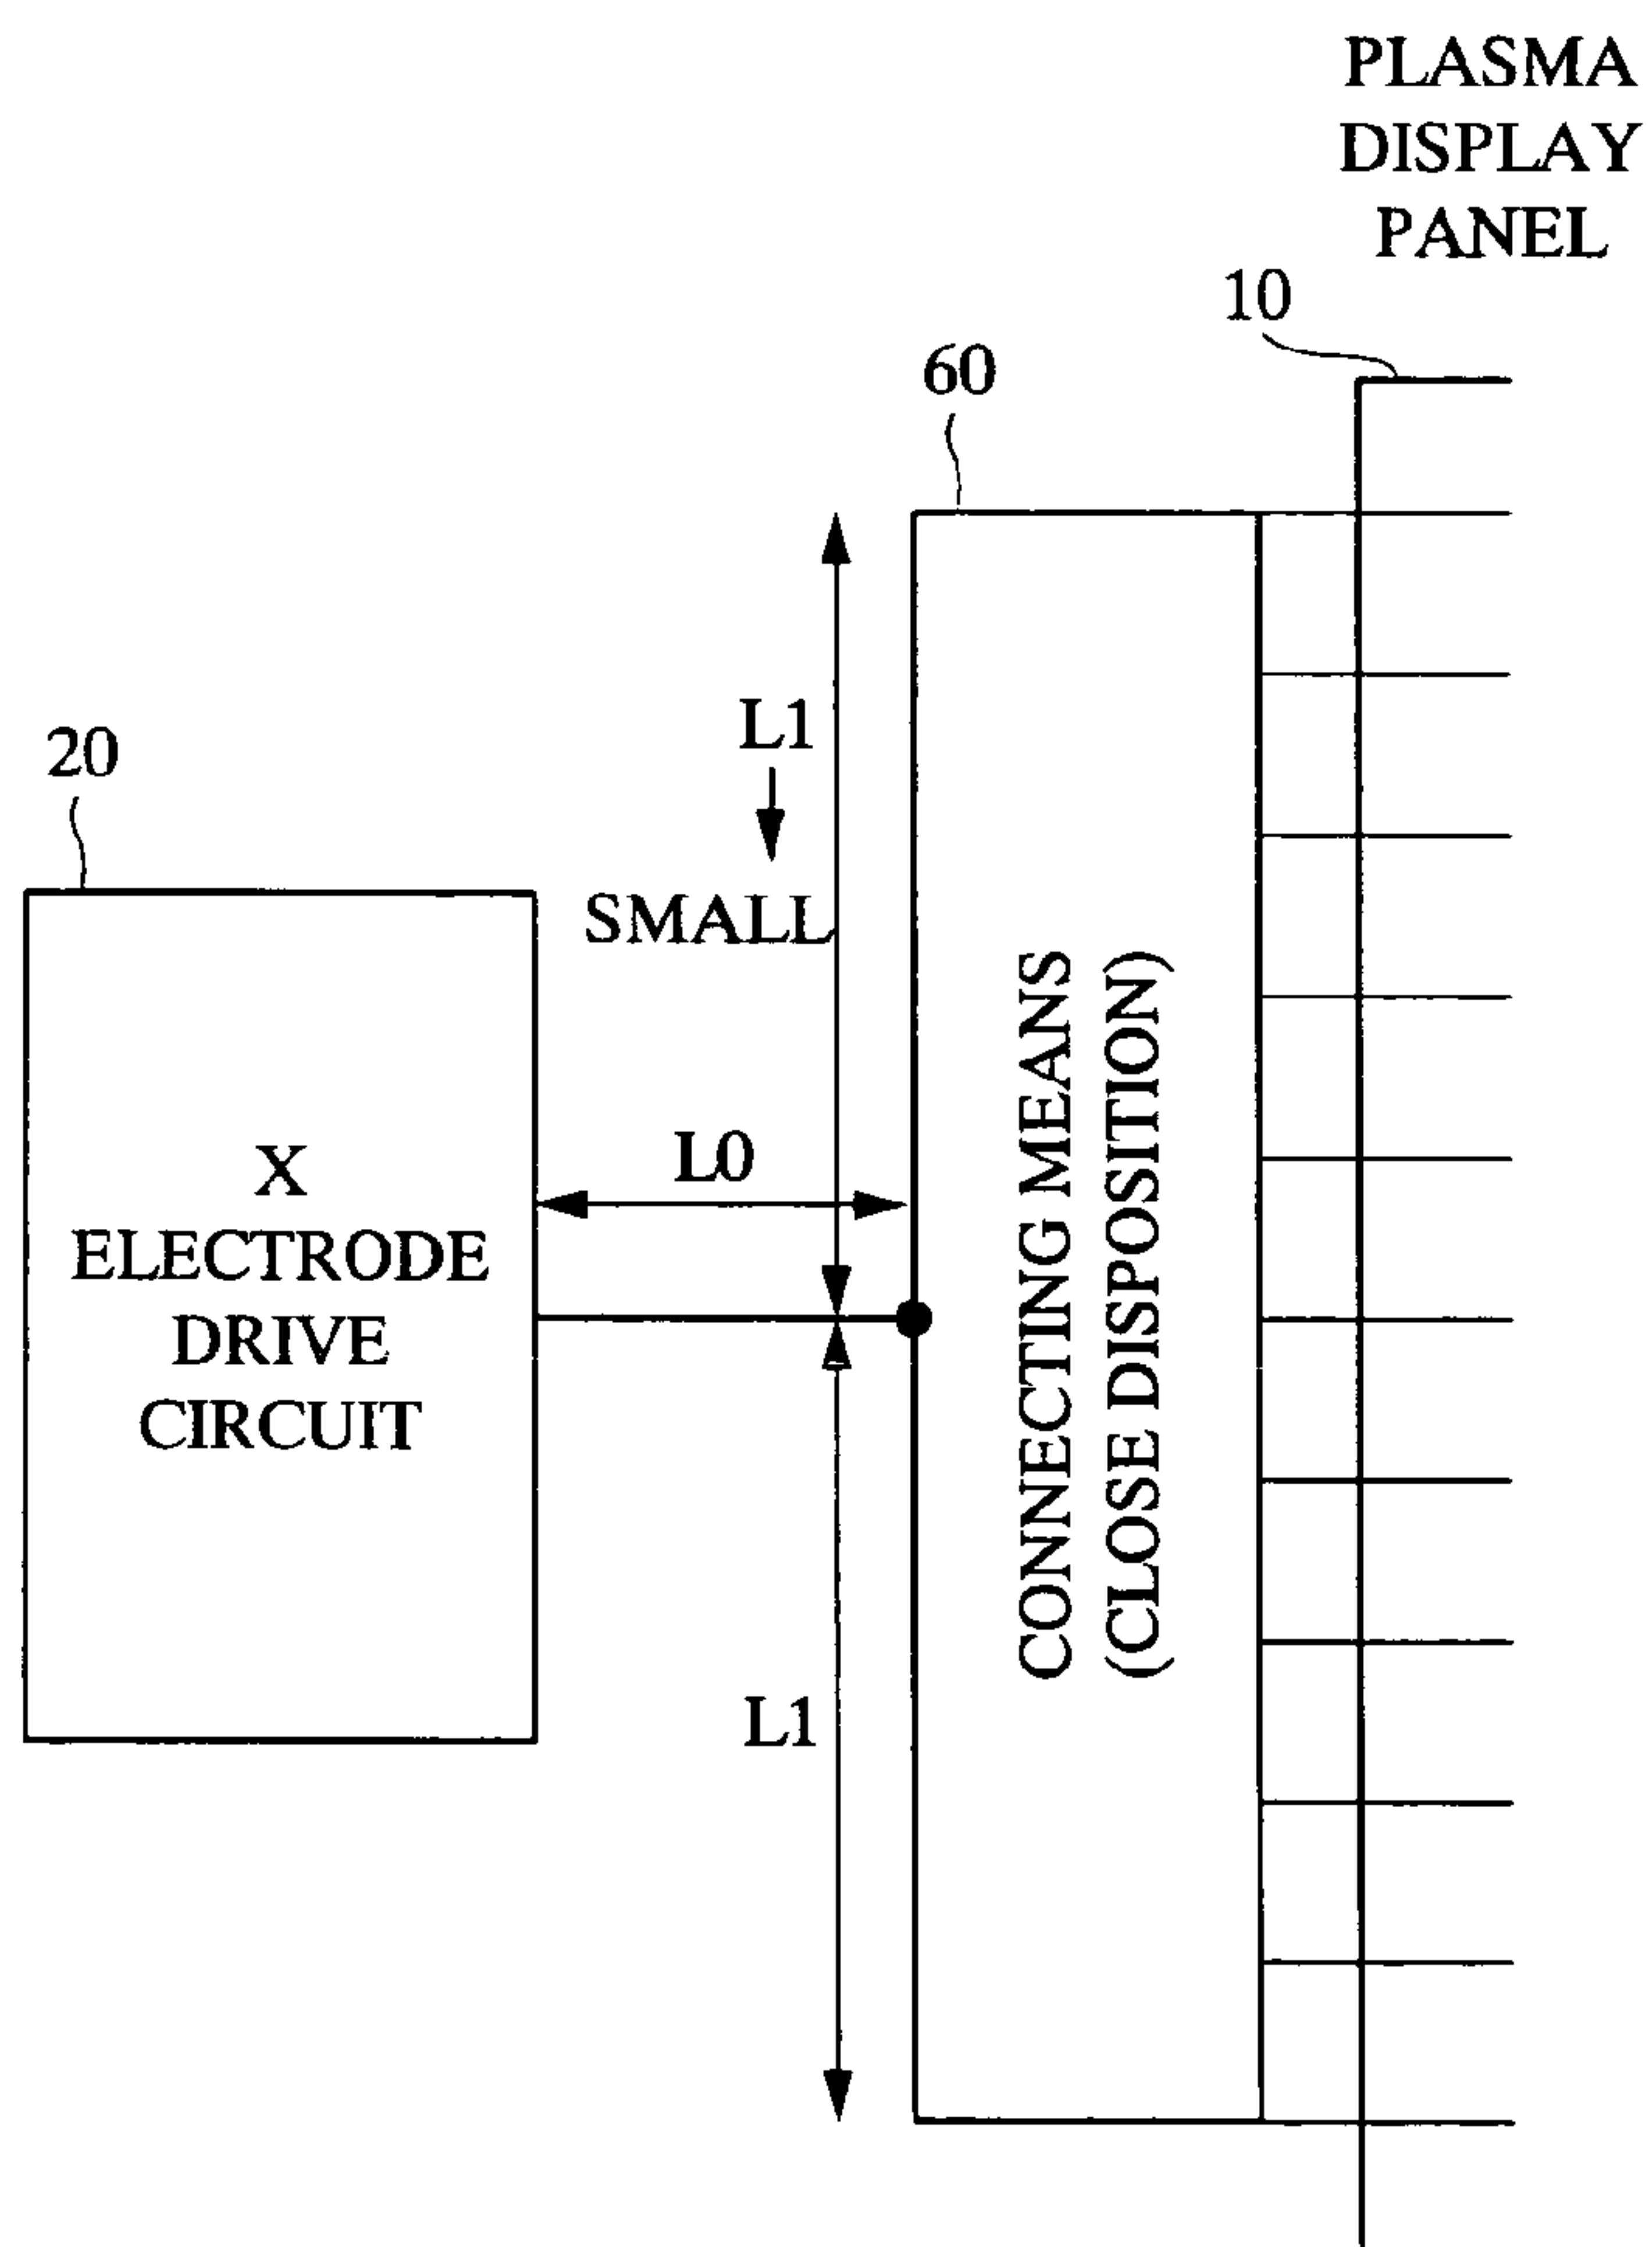 PLASMA
DISPLAY
PANEL
10
60
20
L1
SMALL
L0
X
ELECTRODE
DRIVE
CIRCUIT
CONNECTING MEANS
(CLOSE DISPOSITION)
L1